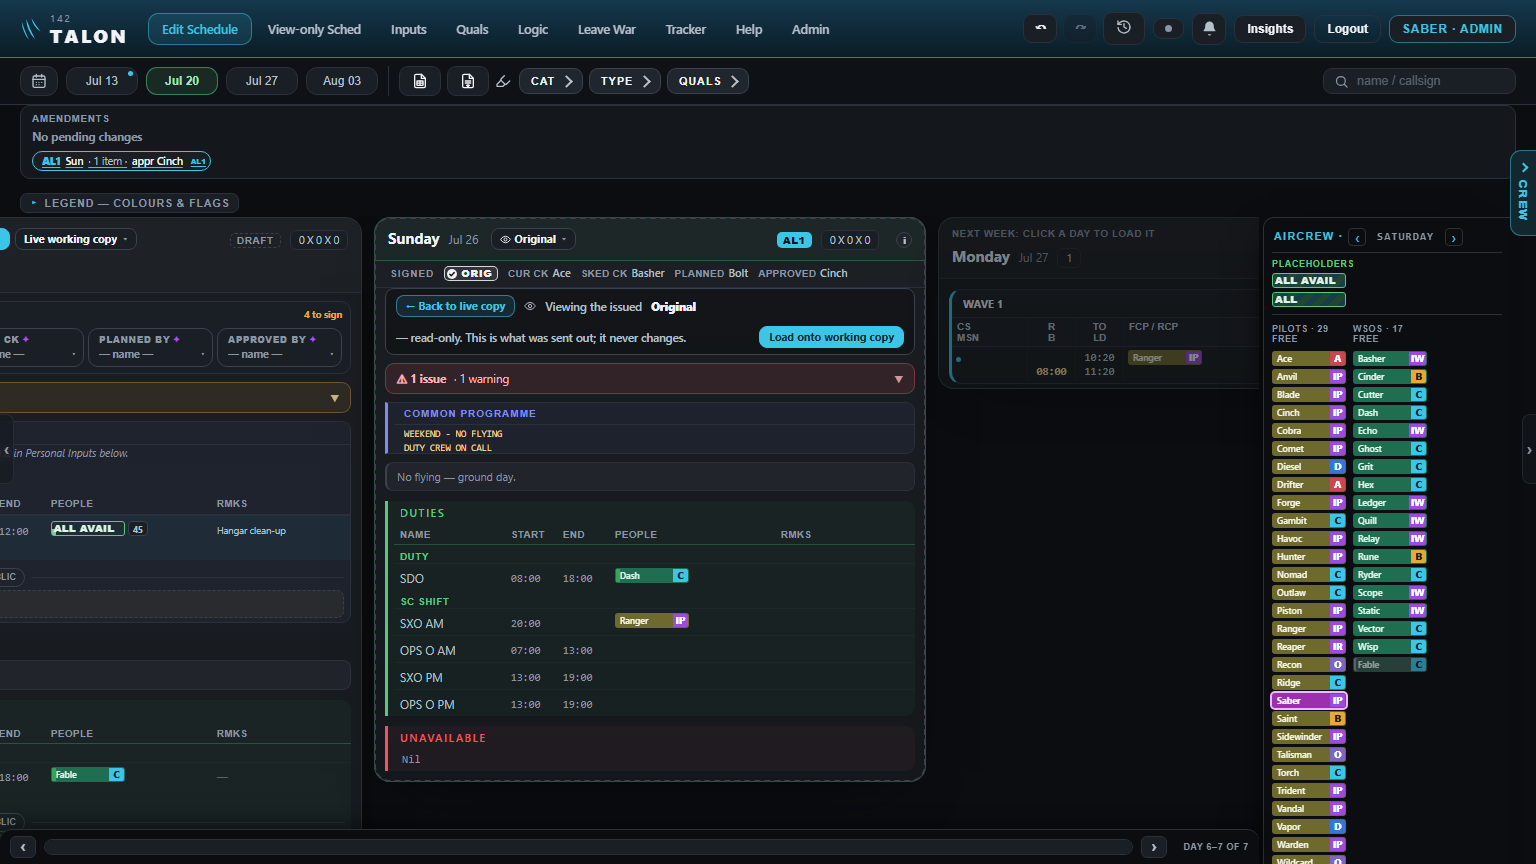 142
TALON
Edit Schedule
View-only Sched
Inputs
Quals
Logic
Leave War
Tracker
Help
Admin
Insights
Logout
SABER · ADMIN
Jul 13
Jul 20
Jul 27
Aug 03
CAT
TYPE
QUALS
name / callsign
AMENDMENTS
No pending changes
AL1 Sun · 1 item · appr Cinch AL1
LEGEND — COLOURS & FLAGS
CREW
Live working copy
DRAFT
0X0X0
4 to sign
CK
PLANNED BY
— name —
APPROVED BY
— name —
in Personal Inputs below.
END PEOPLE RMKS
12:00 ALL AVAIL 45 Hangar clean-up
END PEOPLE RMKS
18:00 Fable C —
Sunday Jul 26 Original AL1 0X0X0 i
SIGNED ORIG CUR CK Ace SKED CK Basher PLANNED Bolt APPROVED Cinch
← Back to live copy Viewing the issued Original
— read-only. This is what was sent out; it never changes. Load onto working copy
1 issue · 1 warning
COMMON PROGRAMME
WEEKEND - NO FLYING
DUTY CREW ON CALL
No flying — ground day.
DUTIES
NAME START END PEOPLE RMKS
DUTY
SDO 08:00 18:00 Dash C
SC SHIFT
SXO AM 20:00 Ranger IP
OPS O AM 07:00 13:00
SXO PM 13:00 19:00
OPS O PM 13:00 19:00
UNAVAILABLE
Nil
NEXT WEEK: CLICK A DAY TO LOAD IT
Monday Jul 27 1
WAVE 1
CS R TO FCP / RCP
MSN B LD
10:20 Ranger IP
08:00 11:20
AIRCREW · SATURDAY
PLACEHOLDERS
ALL AVAIL
ALL
PILOTS · 29 FREE
WSOS · 17 FREE
Ace A Basher IW
Anvil IP Cinder B
Blade IP Cutter C
Cinch IP Dash C
Cobra IP Echo IW
Comet IP Ghost C
Diesel D Grit C
Drifter A Hex C
Forge IP Ledger IW
Gambit C Quill IW
Havoc IP Relay IW
Hunter IP Rune B
Nomad C Ryder C
Outlaw C Scope IW
Piston IP Static IW
Ranger IP Vector C
Reaper IR Wisp C
Recon O Fable C
Ridge C
Saber IP
Saint B
Sidewinder IP
Talisman O
Torch C
Trident IP
Vandal IP
Vapor D
Warden IP
Wildcard O
DAY 6–7 OF 7